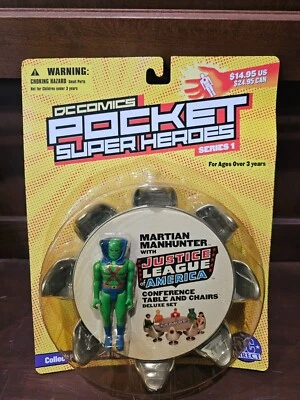 WARNING:
CHOKING HAZARD Small Parts
Not for Children under 3 years
$14.95 US
$24.95 CAN
DC COMICS
POCKET
SUPER HEROES
SERIES 1
For Ages Over 3 years
MARTIAN
MANHUNTER
WITH
JUSTICE
LEAGUE
of
AMERICA
CONFERENCE
TABLE AND CHAIRS
DELUXE SET
DIRECT